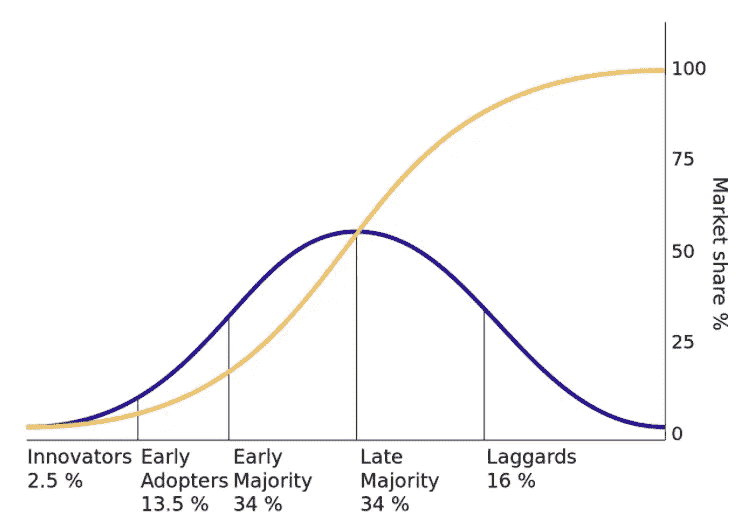 100
75
50
25
0
Market share %
Innovators
2.5 %
Early
Adopters
13.5 %
Early
Majority
34 %
Late
Majority
34 %
Laggards
16 %